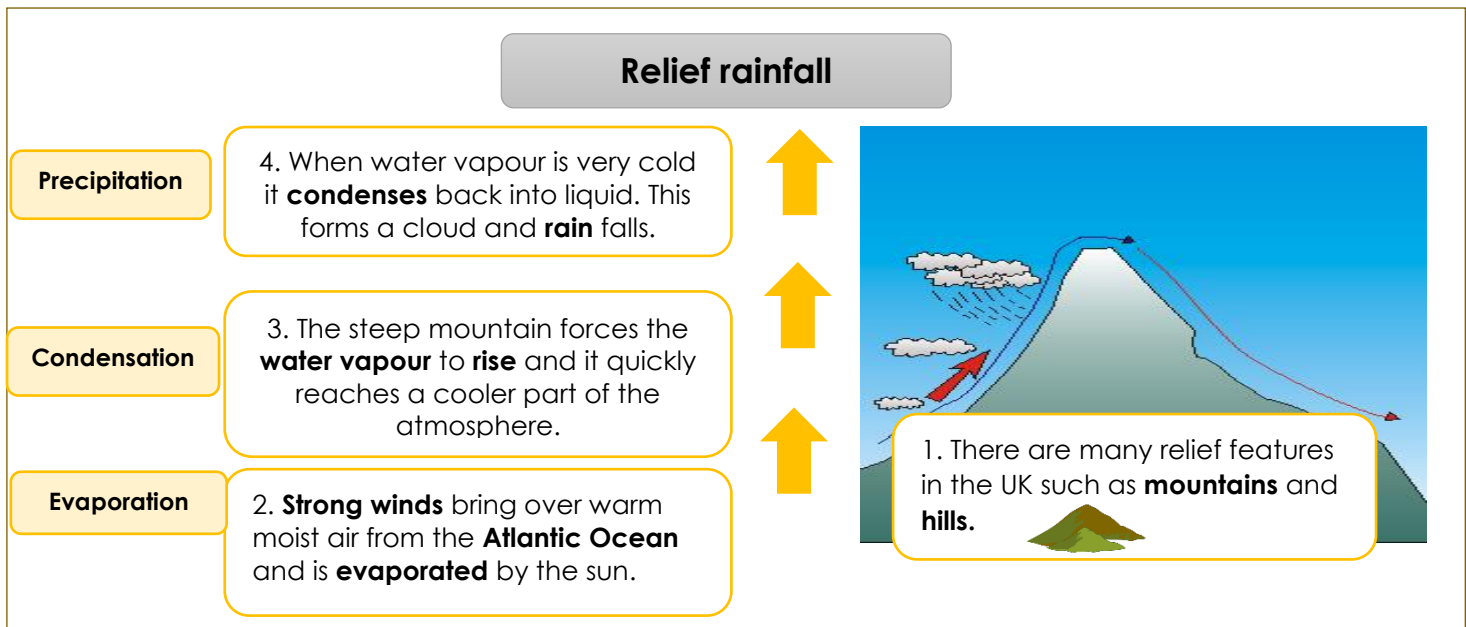 Relief rainfall
Precipitation
4. When water vapour is very cold
it condenses back into liquid. This
forms a cloud and rain falls.
Condensation
3. The steep mountain forces the
water vapour to rise and it quickly
reaches a cooler part of the
atmosphere.
Evaporation
2. Strong winds bring over warm
moist air from the Atlantic Ocean
and is evaporated by the sun.
1. There are many relief features
in the UK such as mountains and
hills.